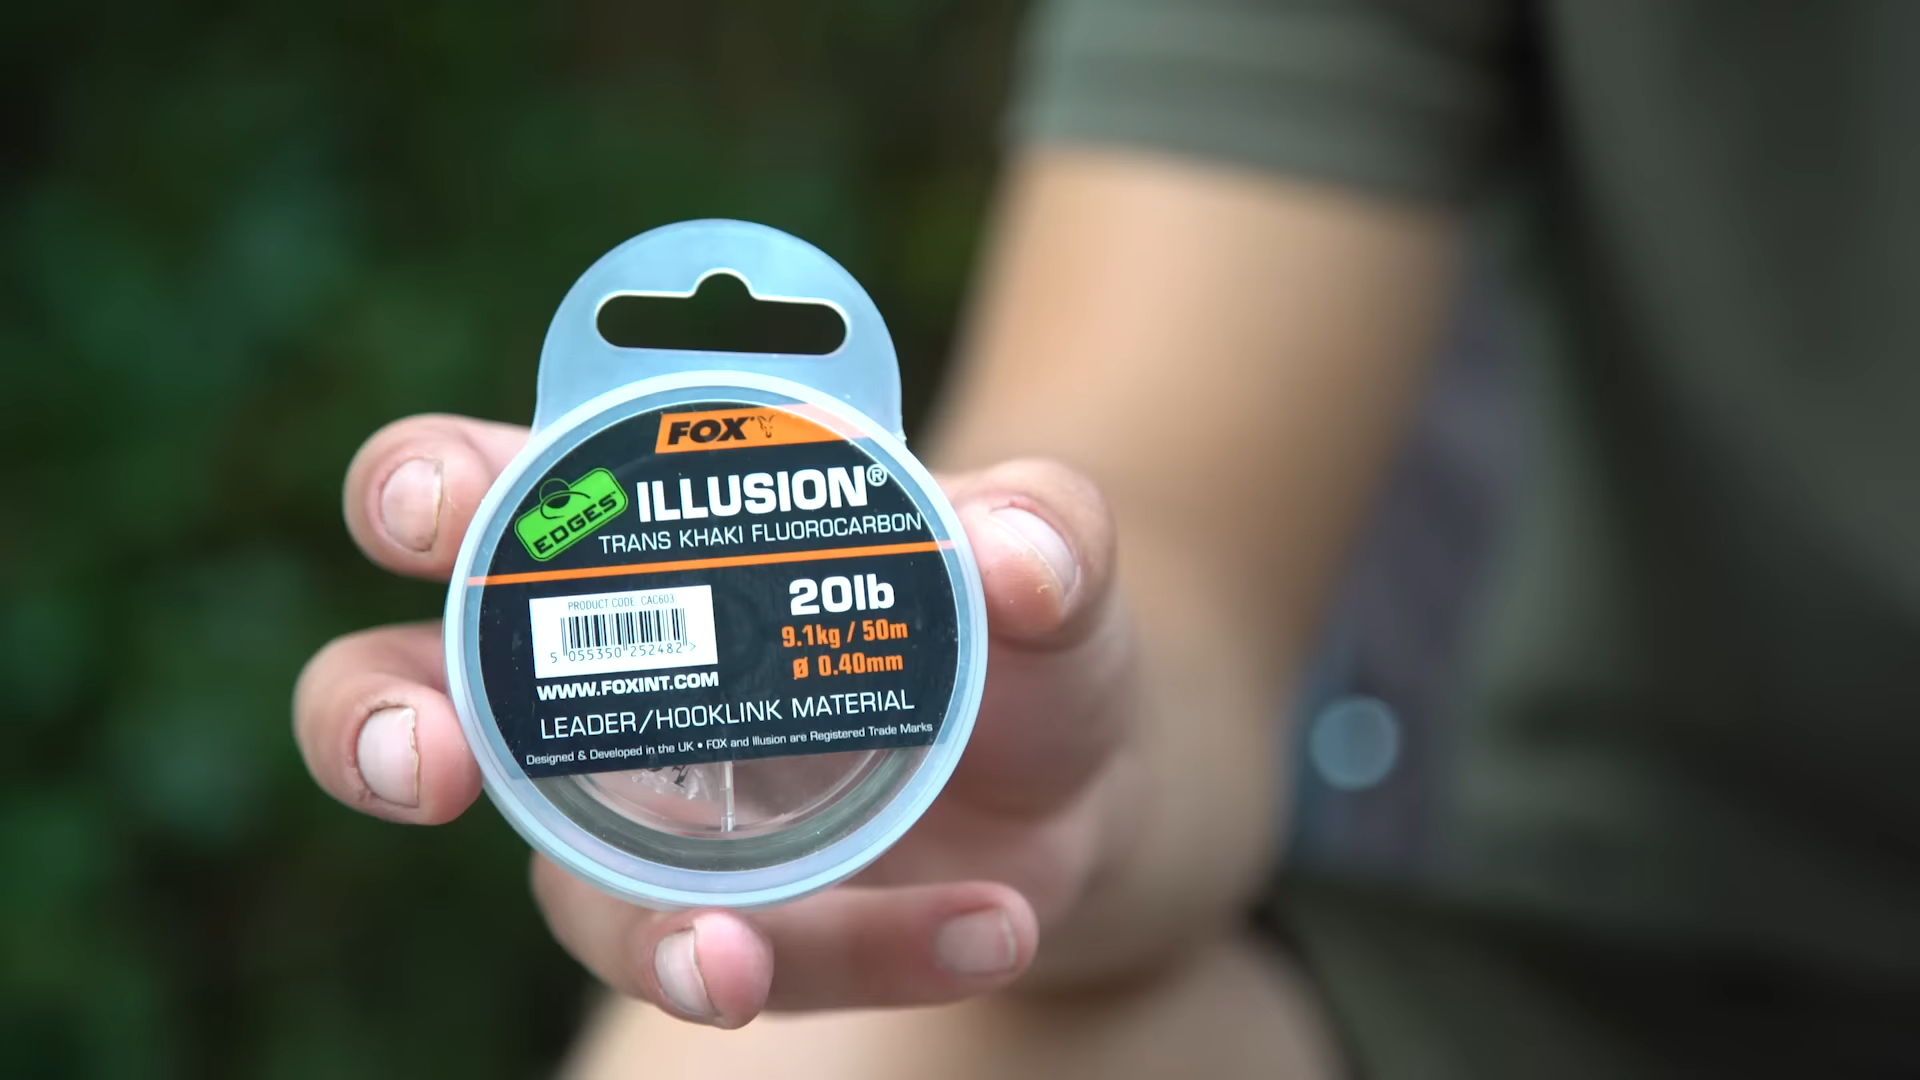 FOX
ILLUSION®
EDGES™
TRANS KHAKI FLUOROCARBON
PRODUCT CODE: CAC603
5 055350 252482 >
20lb
9.1kg / 50m
Ø 0.40mm
WWW.FOXINT.COM
LEADER/HOOKLINK MATERIAL
Designed & Developed in the UK • FOX and Illusion are Registered Trade Marks